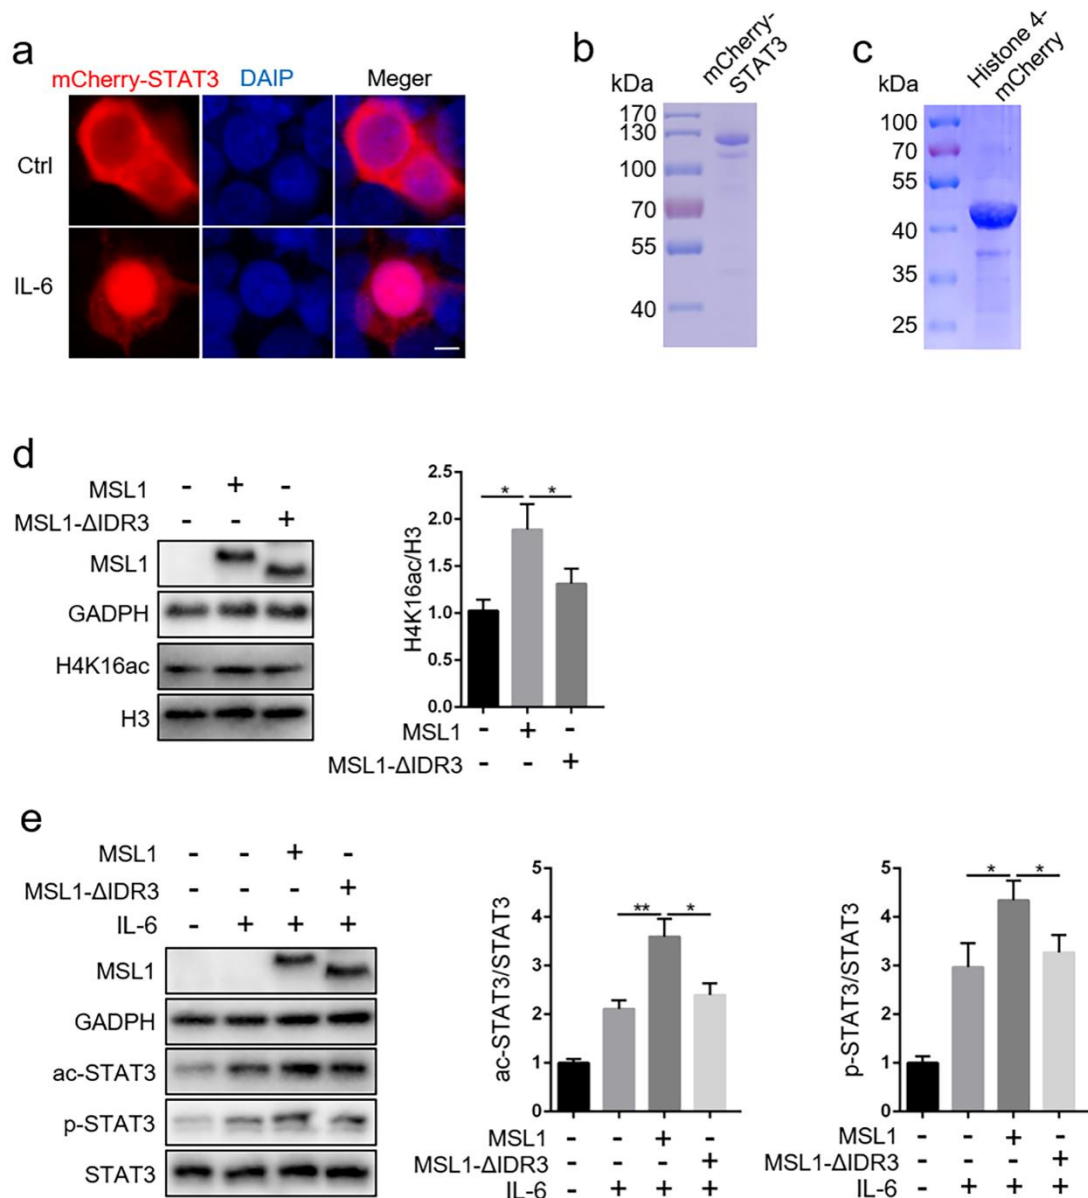 a
mCherry-STAT3 DAIP Meger
Ctrl
IL-6
b
kDa
mCherry-
STAT3
170
130
100
70
55
40
c
kDa
Histone 4-
mCherry
100
70
55
40
35
25
d
MSL1 - + -
MSL1-ΔIDR3 - - +
MSL1
GADPH
H4K16ac
H3
H4K16ac/H3
2.5
2.0
1.5
1.0
0.5
0.0
* *
MSL1 - + -
MSL1-ΔIDR3 - - +
e
MSL1 - - + -
MSL1-ΔIDR3 - - - +
IL-6 - + + +
MSL1
GADPH
ac-STAT3
p-STAT3
STAT3
ac-STAT3/STAT3
5
4
3
2
1
0
** *
MSL1 - - + -
MSL1-ΔIDR3 - - - +
IL-6 - + + +
p-STAT3/STAT3
5
4
3
2
1
0
* *
MSL1 - - + -
MSL1-ΔIDR3 - - - +
IL-6 - + + +